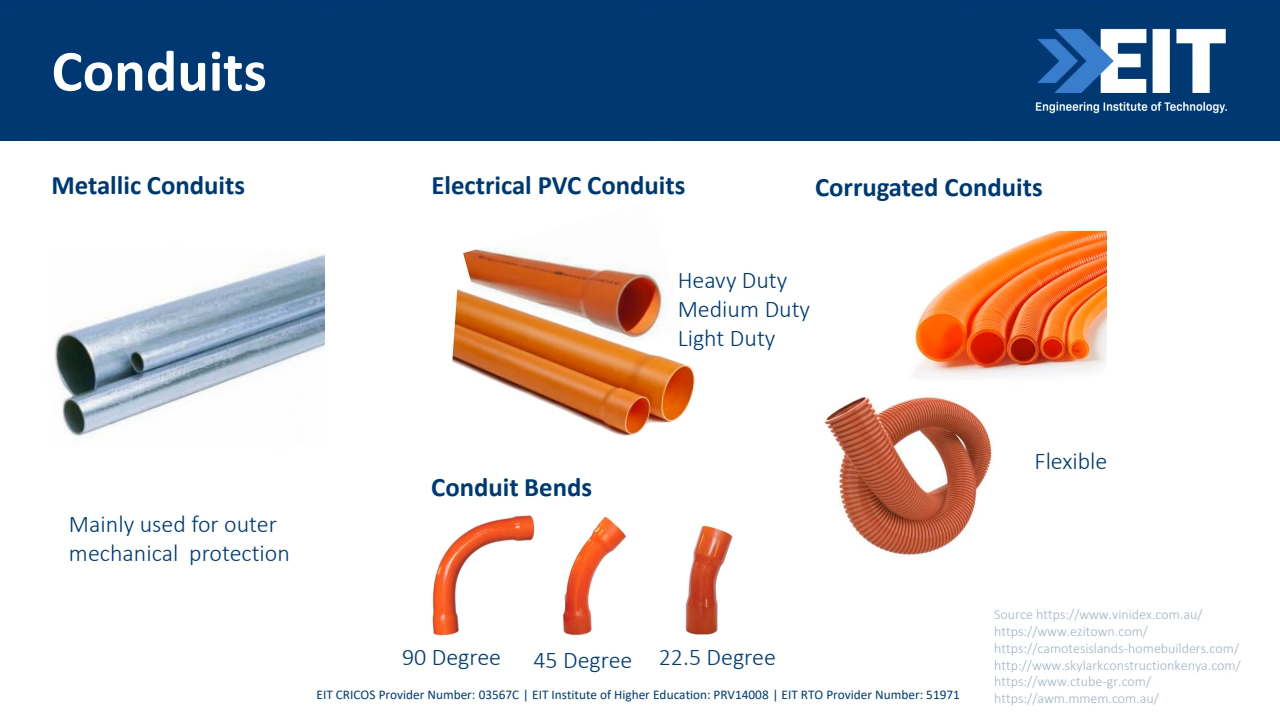 Conduits
EIT
Engineering Institute of Technology.
Metallic Conduits
Mainly used for outer
mechanical protection
Electrical PVC Conduits
Heavy Duty
Medium Duty
Light Duty
Conduit Bends
90 Degree
45 Degree
22.5 Degree
Corrugated Conduits
Flexible
Source https://www.vinidex.com.au/
https://www.ezitown.com/
https://camotesislands-homebuilders.com/
http://www.skylarkconstructionkenya.com/
https://www.ctube-gr.com/
https://awm.mmem.com.au/
EIT CRICOS Provider Number: 03567C | EIT Institute of Higher Education: PRV14008 | EIT RTO Provider Number: 51971